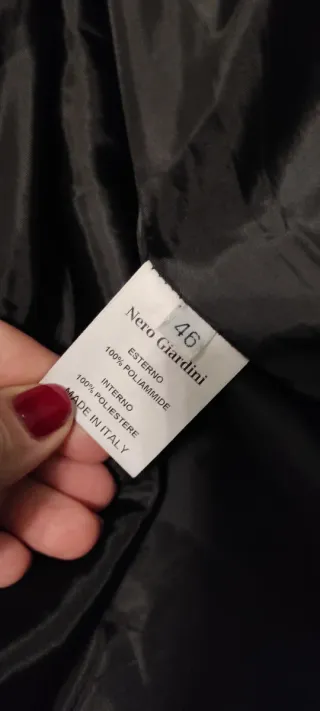 46
Nero Giardini
ESTERNO
100% POLIAMMIDE
INTERNO
100% POLIESTERE
MADE IN ITALY